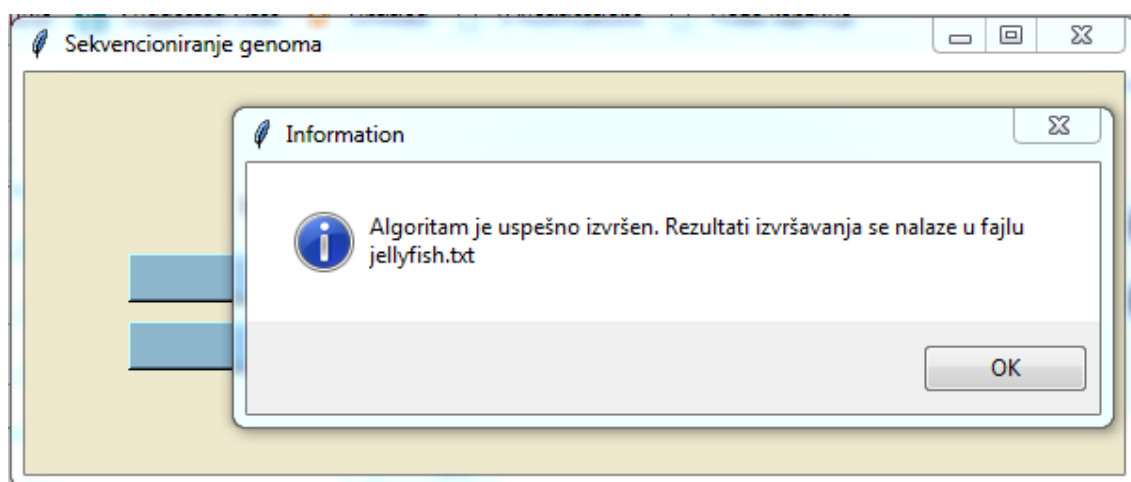 Sekvencioniranje genoma
Information
Algoritam je uspešno izvršen. Rezultati izvršavanja se nalaze u fajlu
jellyfish.txt
OK